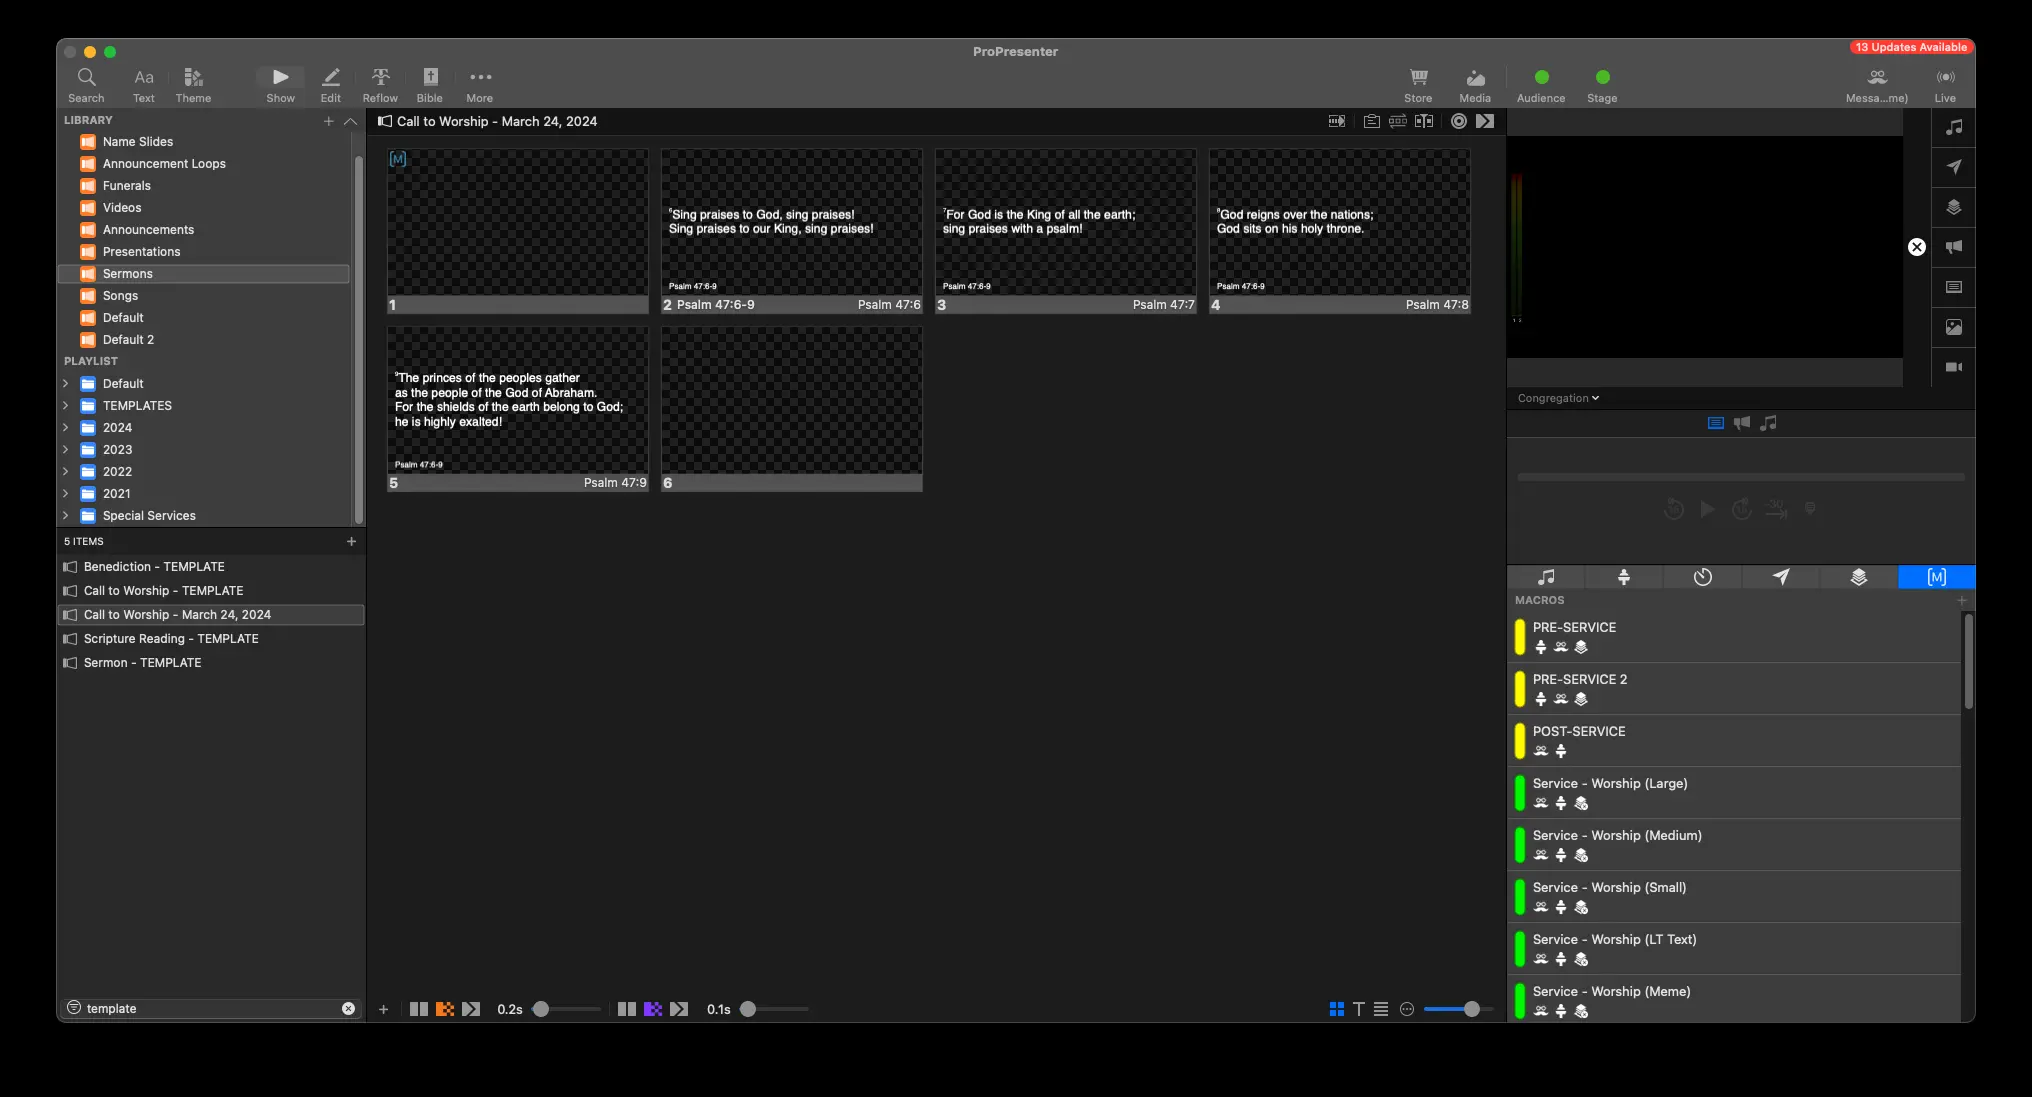 ProPresenter
13 Updates Available
Search
Text
Theme
Show
Edit
Reflow
Bible
More
Store
Media
Audience
Stage
Messa...me)
Live
LIBRARY
Name Slides
Announcement Loops
Funerals
Videos
Announcements
Presentations
Sermons
Songs
Default
Default 2
PLAYLIST
Default
TEMPLATES
2024
2023
2022
2021
Special Services
5 ITEMS
Benediction - TEMPLATE
Call to Worship - TEMPLATE
Call to Worship - March 24, 2024
Scripture Reading - TEMPLATE
Sermon - TEMPLATE
template
Call to Worship - March 24, 2024
[M]
1
⁶Sing praises to God, sing praises!
Sing praises to our King, sing praises!
Psalm 47:6-9
2 Psalm 47:6-9 Psalm 47:6
⁷For God is the King of all the earth;
sing praises with a psalm!
Psalm 47:6-9
3 Psalm 47:7
⁸God reigns over the nations;
God sits on his holy throne.
Psalm 47:6-9
4 Psalm 47:8
⁹The princes of the peoples gather
as the people of the God of Abraham.
For the shields of the earth belong to God;
he is highly exalted!
Psalm 47:6-9
5 Psalm 47:9
6
0.2s
0.1s
Congregation
[M]
MACROS
PRE-SERVICE
PRE-SERVICE 2
POST-SERVICE
Service - Worship (Large)
Service - Worship (Medium)
Service - Worship (Small)
Service - Worship (LT Text)
Service - Worship (Meme)